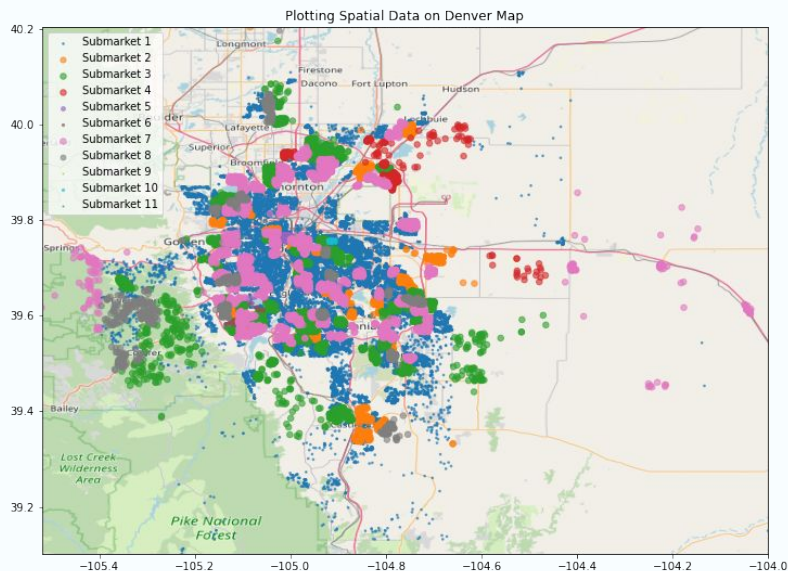 Plotting Spatial Data on Denver Map
Submarket 1
Submarket 2
Submarket 3
Submarket 4
Submarket 5
Submarket 6
Submarket 7
Submarket 8
Submarket 9
Submarket 10
Submarket 11
40.2
40.0
39.8
39.6
39.4
39.2
−105.4
−105.2
−105.0
−104.8
−104.6
−104.4
−104.2
−104.0
Longmont
Firestone
Dacono
Fort Lupton
Hudson
Lafayette
Superior
Springs
Bailey
Lost Creek
Wilderness
Area
Pike National
Forest